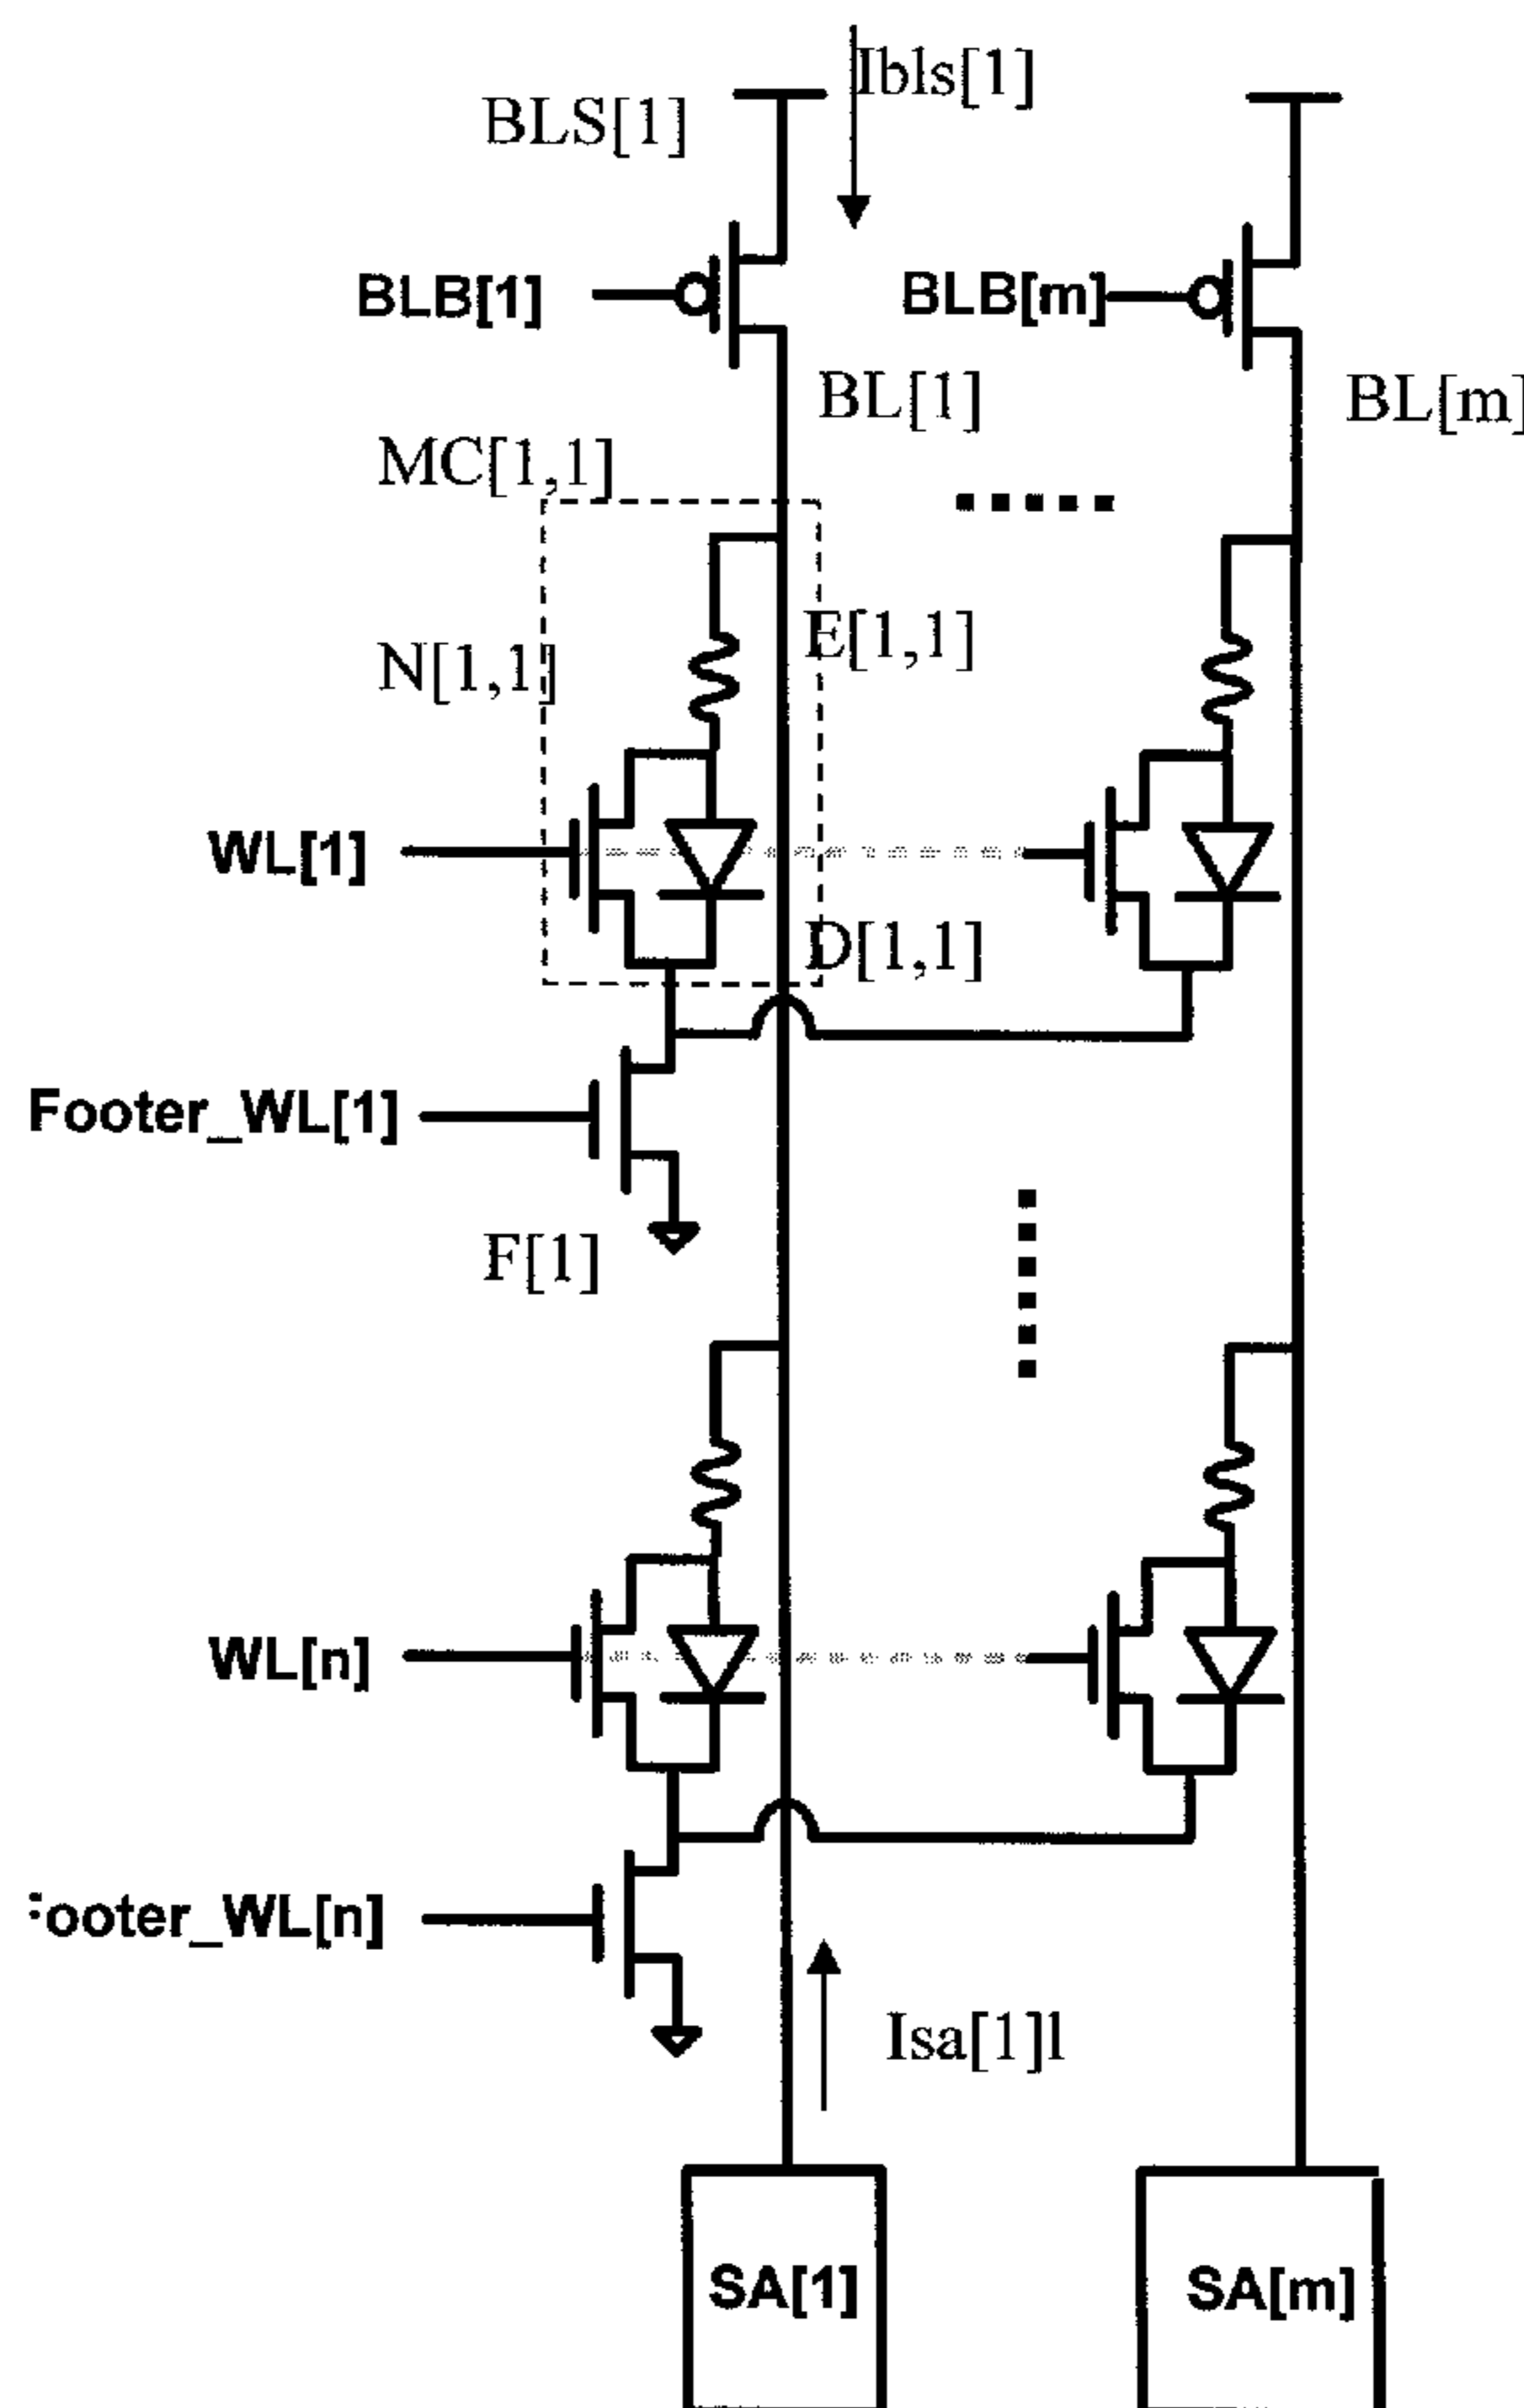 Ibls[1]
BLS[1]
BLB[1]
BLB[m]
BL[1]
BL[m]
MC[1,1]
E[1,1]
N[1,1]
WL[1]
D[1,1]
Footer_WL[1]
F[1]
WL[n]
ooter_WL[n]
Isa[1]l
SA[1]
SA[m]